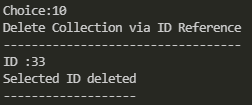 Choice:10
Delete Collection via ID Reference
----------------------------------
ID :33
Selected ID deleted
-------------------